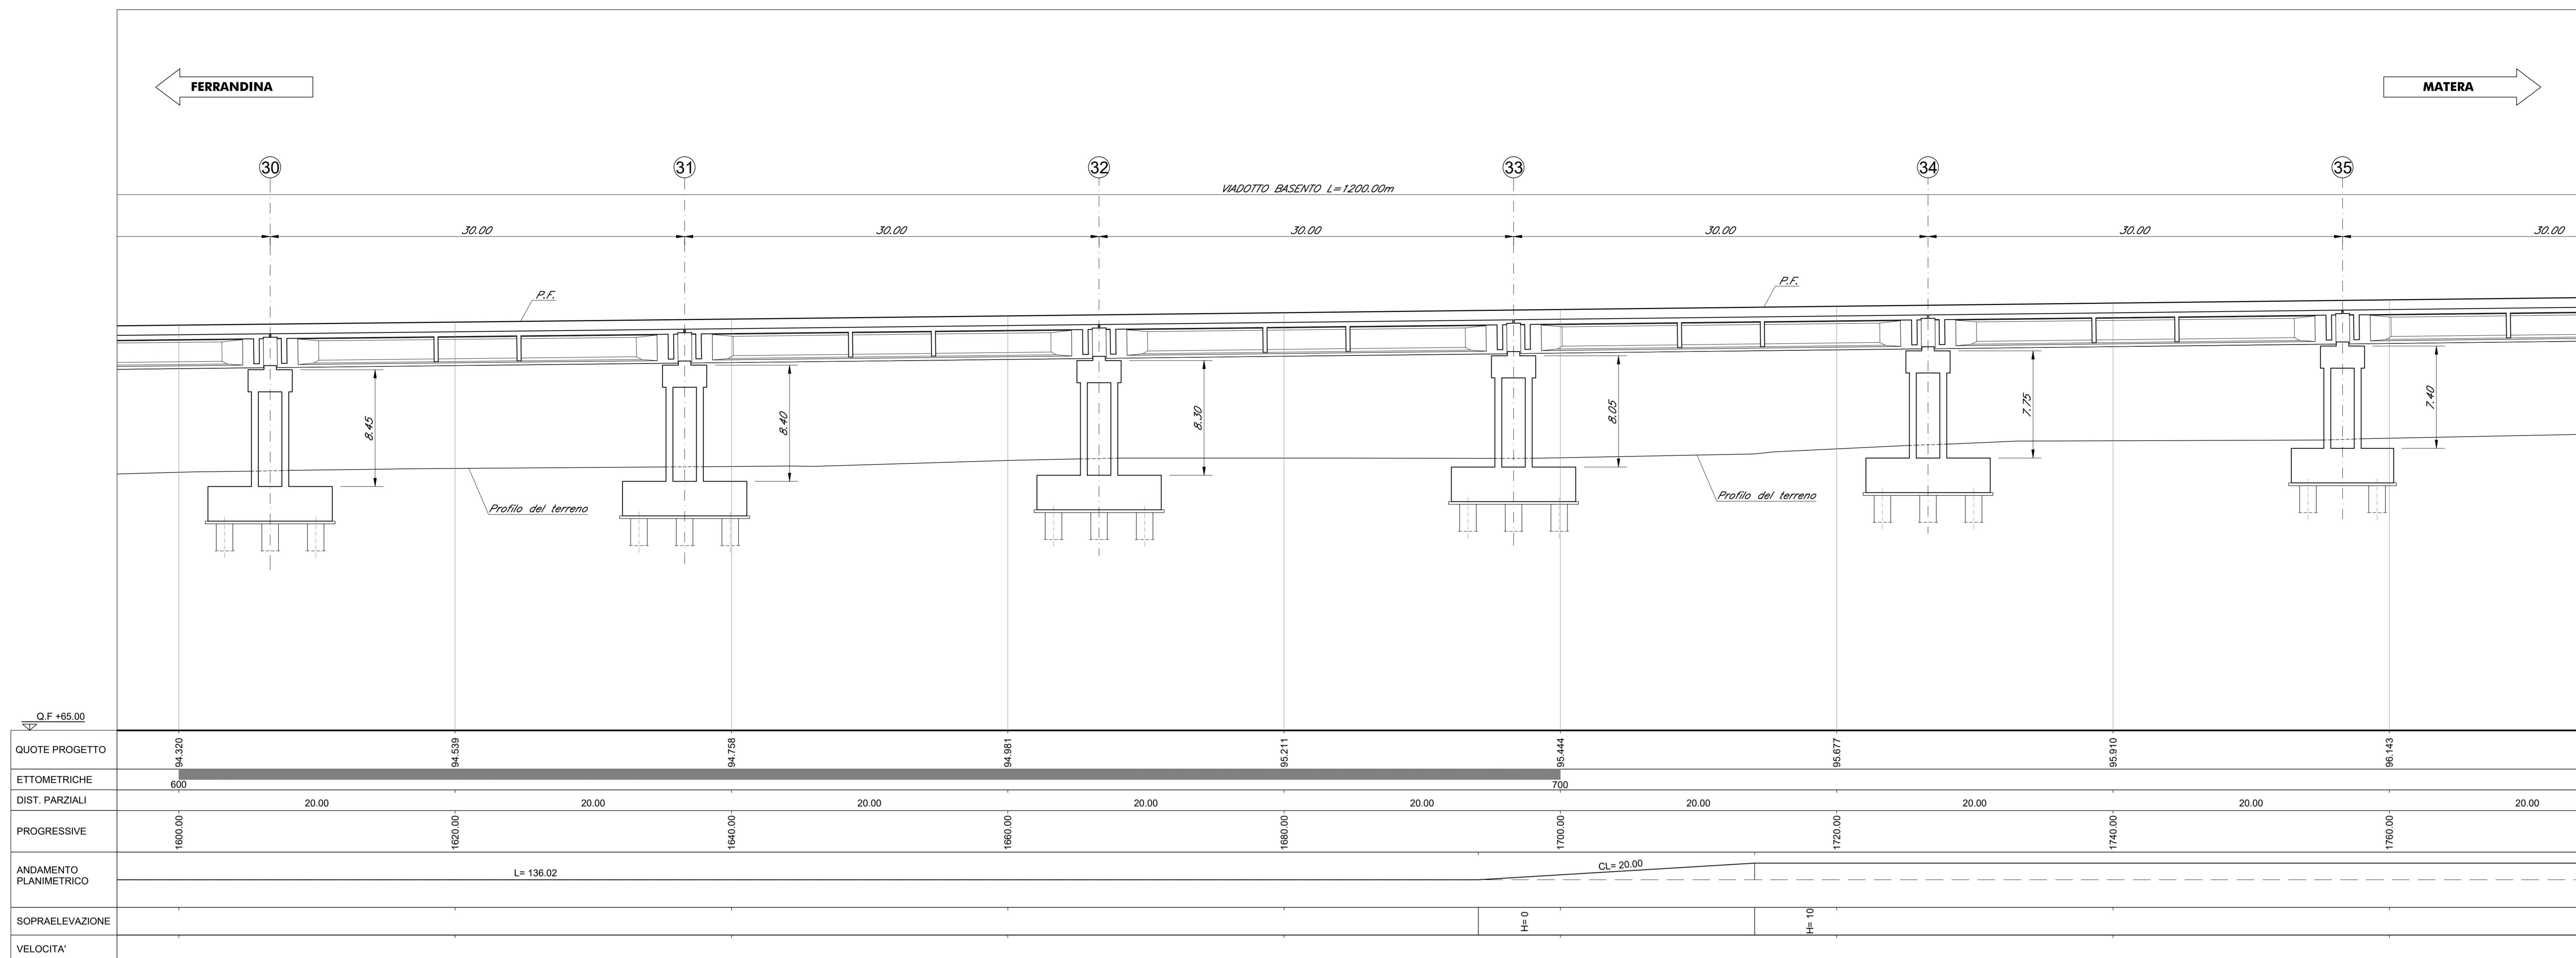 FERRANDINA
MATERA
30
31
32
33
34
35
VIADOTTO BASENTO L=1200.00m
30.00
30.00
30.00
30.00
30.00
30.00
P.F.
P.F.
8.45
8.40
8.30
8.05
7.75
7.40
Profilo del terreno
Profilo del terreno
Q.F +65.00
QUOTE PROGETTO
94.320
94.539
94.758
94.981
95.211
95.444
95.677
95.910
96.143
ETTOMETRICHE
600
700
DIST. PARZIALI
20.00
20.00
20.00
20.00
20.00
20.00
20.00
20.00
20.00
PROGRESSIVE
1600.00
1620.00
1640.00
1660.00
1680.00
1700.00
1720.00
1740.00
1760.00
ANDAMENTO
PLANIMETRICO
L= 136.02
CL= 20.00
SOPRAELEVAZIONE
H= 0
H= 10
VELOCITA'